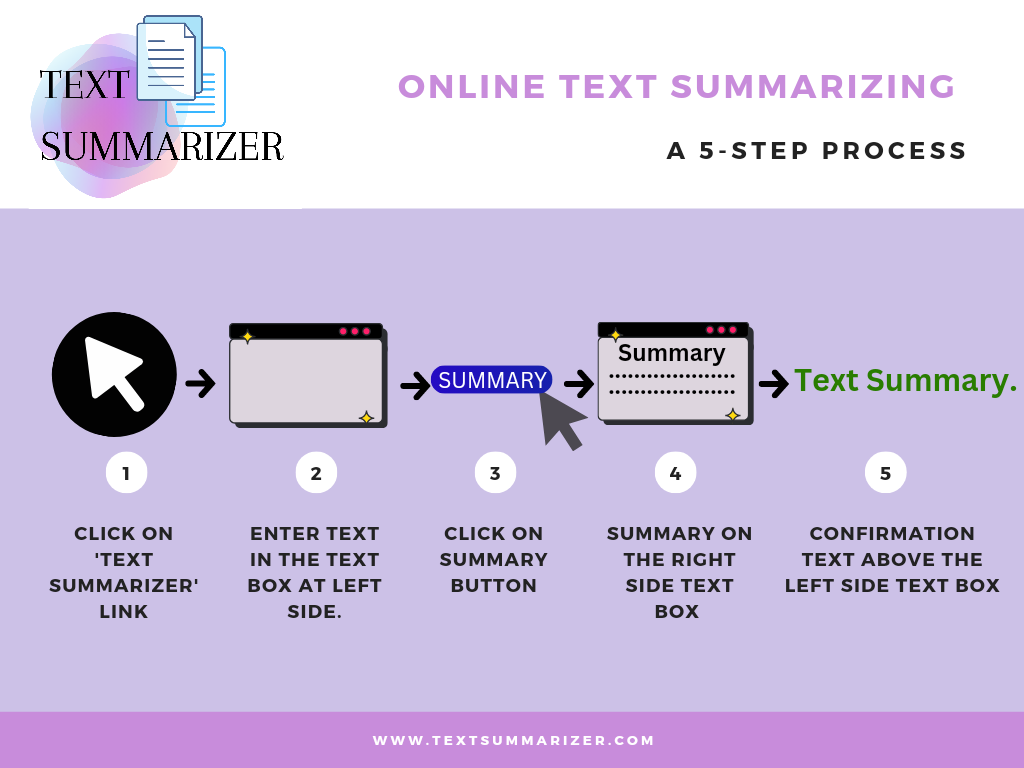 TEXT
SUMMARIZER
ONLINE TEXT SUMMARIZING
A 5-STEP PROCESS
SUMMARY
Summary
Text Summary.
1
CLICK ON
'TEXT
SUMMARIZER'
LINK
2
ENTER TEXT
IN THE TEXT
BOX AT LEFT
SIDE.
3
CLICK ON
SUMMARY
BUTTON
4
SUMMARY ON
THE RIGHT
SIDE TEXT
BOX
5
CONFIRMATION
TEXT ABOVE THE
LEFT SIDE TEXT BOX
WWW.TEXTSUMMARIZER.COM